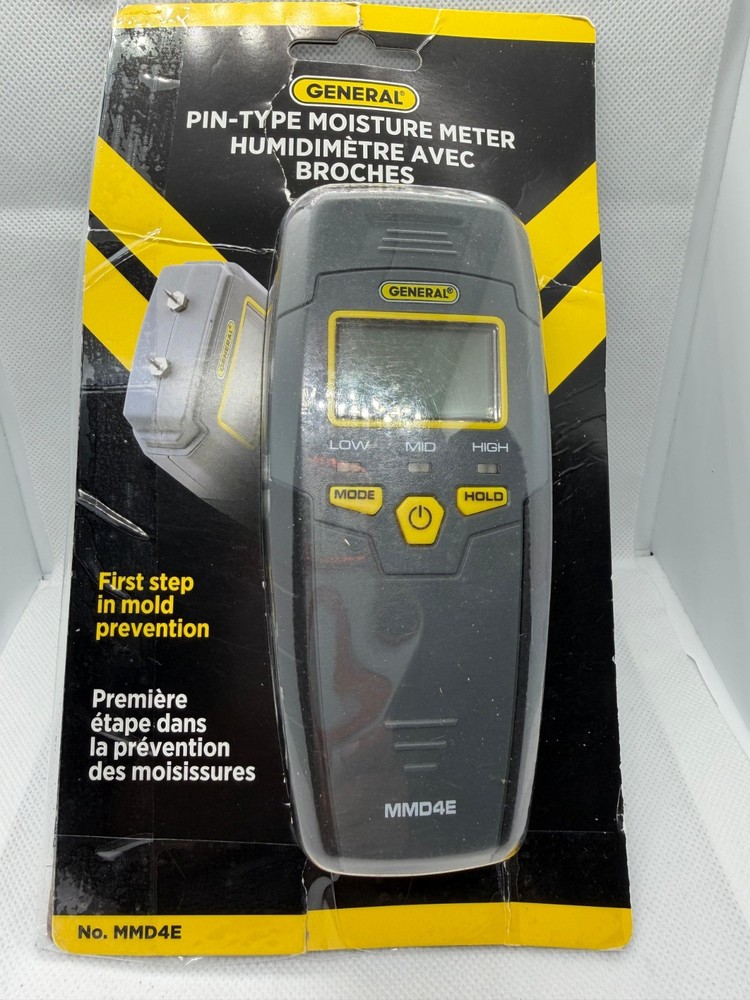 GENERAL®
PIN-TYPE MOISTURE METER
HUMIDIMÈTRE AVEC
BROCHES
GENERAL®
GENERAL®
LOW MID HIGH
MODE HOLD
First step
in mold
prevention
Première
étape dans
la prévention
des moisissures
MMD4E
No. MMD4E